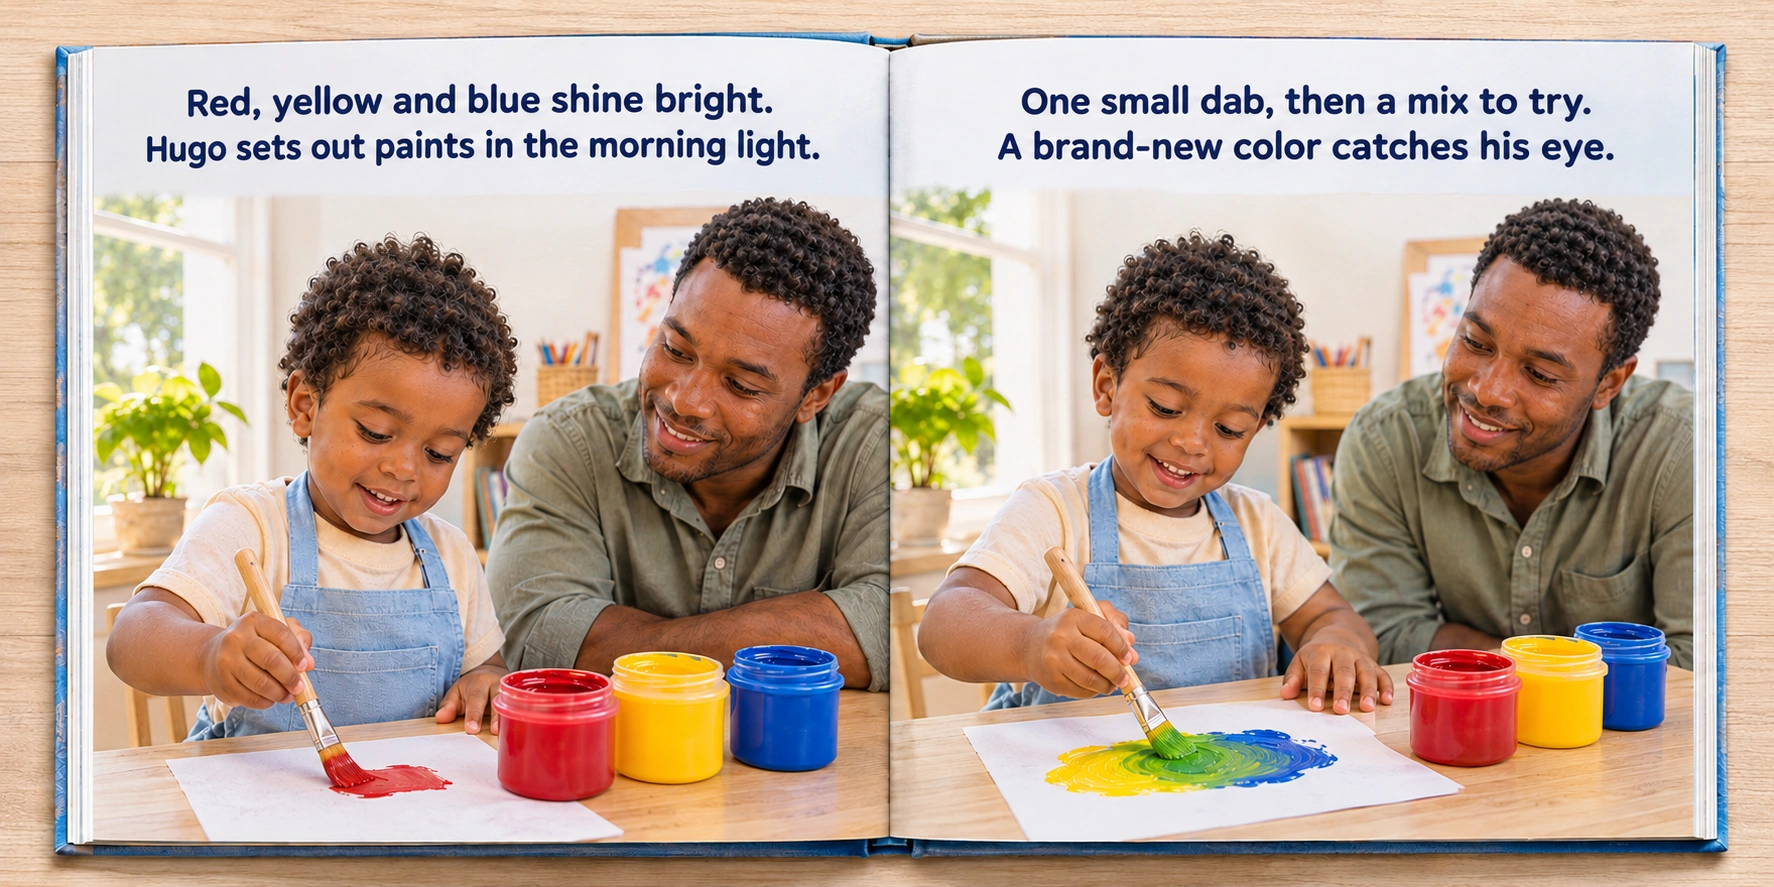 Red, yellow and blue shine bright.
Hugo sets out paints in the morning light.
One small dab, then a mix to try.
A brand-new color catches his eye.